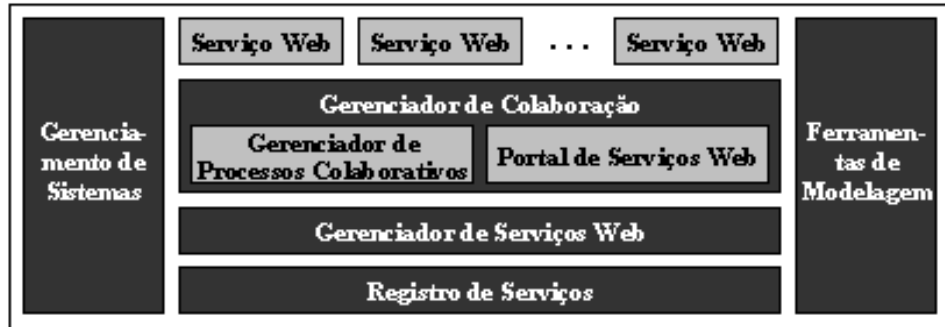 Serviço Web
Serviço Web
. . .
Serviço Web
Gerencia-
mento de
Sistemas
Gerenciador de Colaboração
Gerenciador de
Processos Colaborativos
Portal de Serviços Web
Gerenciador de Serviços Web
Registro de Serviços
Ferramen-
tas de
Modelagem